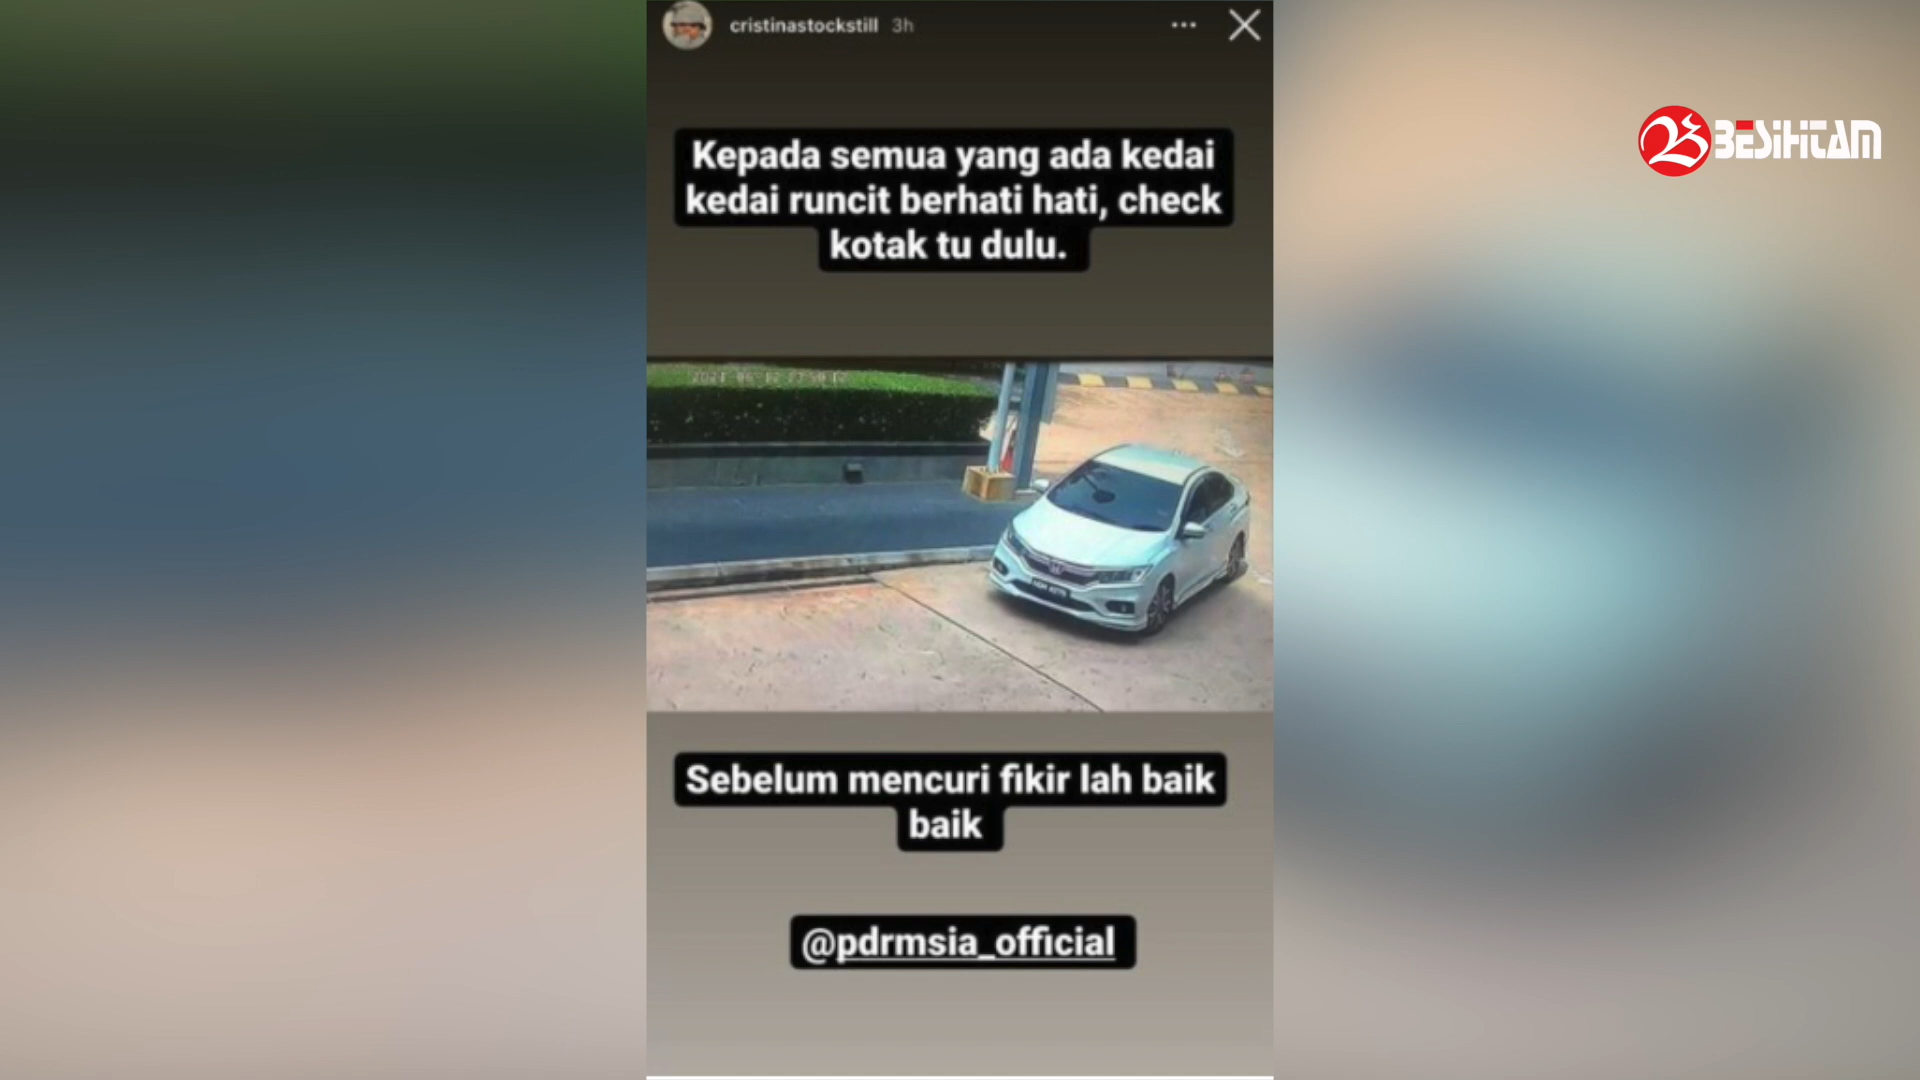 cristinastockstill 3h
BESIHITAM
Kepada semua yang ada kedai
kedai runcit berhati hati, check
kotak tu dulu.
Sebelum mencuri fikir lah baik
baik
@pdrmsia_official